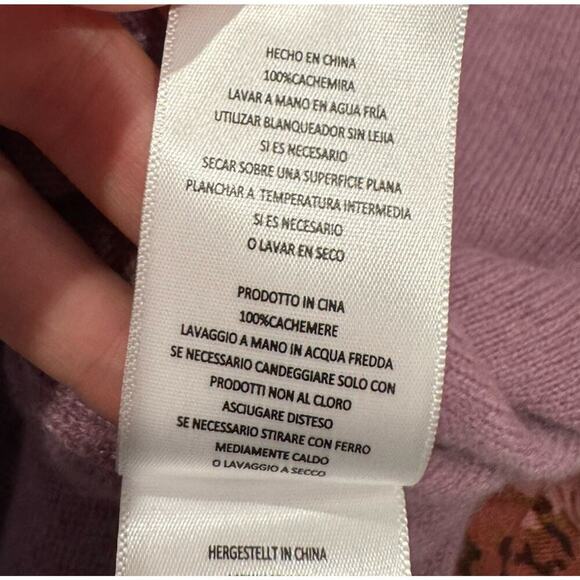 HECHO EN CHINA
100%CACHEMIRA
LAVAR A MANO EN AGUA FRÍA
UTILIZAR BLANQUEADOR SIN LEJIA
SI ES NECESARIO
SECAR SOBRE UNA SUPERFICIE PLANA
PLANCHAR A TEMPERATURA INTERMEDIA
SI ES NECESARIO
O LAVAR EN SECO
PRODOTTO IN CINA
100%CACHEMERE
LAVAGGIO A MANO IN ACQUA FREDDA
SE NECESSARIO CANDEGGIARE SOLO CON
PRODOTTI NON AL CLORO
ASCIUGARE DISTESO
SE NECESSARIO STIRARE CON FERRO
MEDIAMENTE CALDO
O LAVAGGIO A SECCO
HERGESTELLT IN CHINA